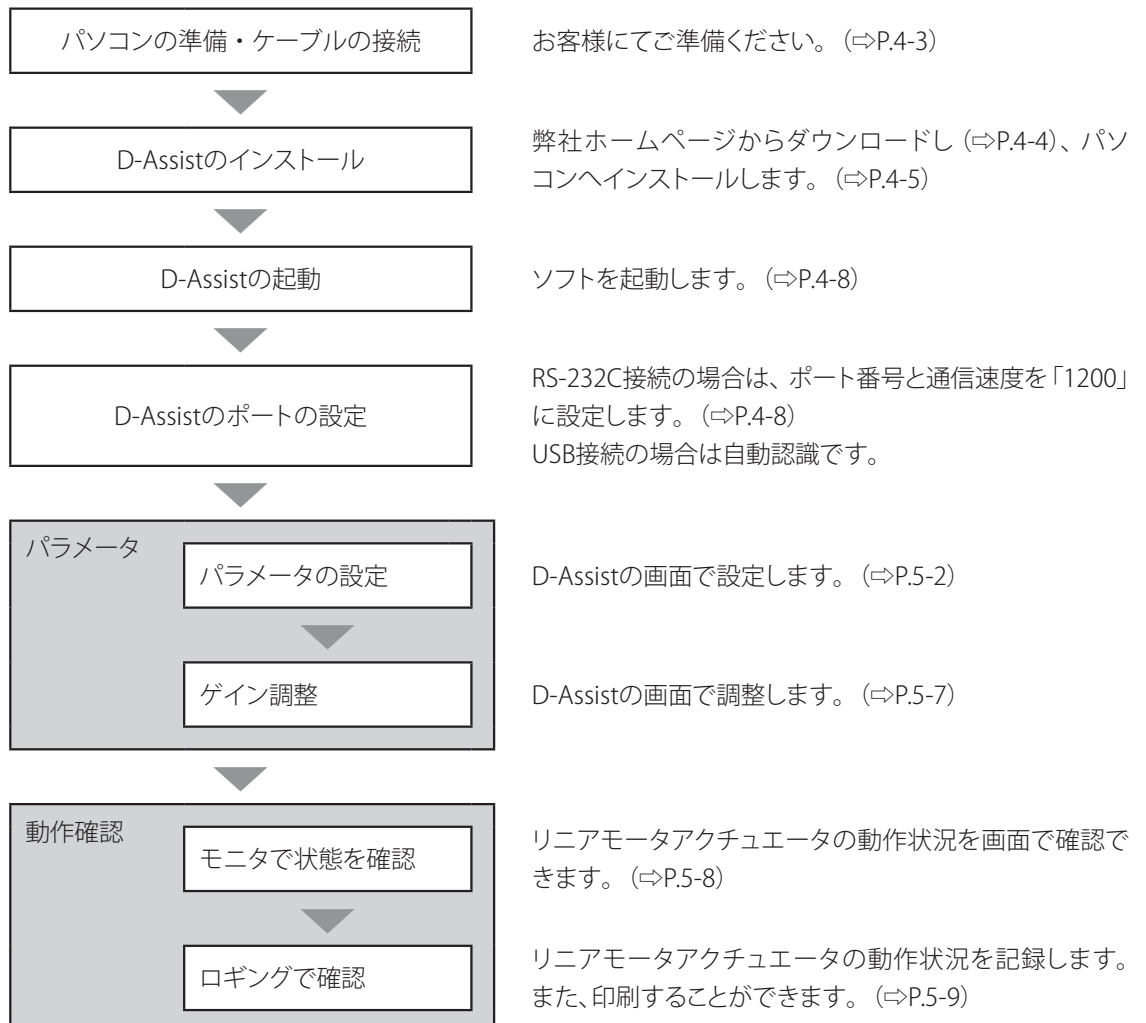 パソコンの準備・ケーブルの接続
お客様にてご準備ください。（⇨P.4-3）
D-Assistのインストール
弊社ホームページからダウンロードし（⇨P.4-4）、パソ
コンへインストールします。（⇨P.4-5）
D-Assistの起動
ソフトを起動します。（⇨P.4-8）
D-Assistのポートの設定
RS-232C接続の場合は、ポート番号と通信速度を「1200」
に設定します。（⇨P.4-8）
USB接続の場合は自動認識です。
パラメータ
パラメータの設定
D-Assistの画面で設定します。（⇨P.5-2）
ゲイン調整
D-Assistの画面で調整します。（⇨P.5-7）
動作確認
モニタで状態を確認
リニアモータアクチュエータの動作状況を画面で確認で
きます。（⇨P.5-8）
ロギングで確認
リニアモータアクチュエータの動作状況を記録します。
また、印刷することができます。（⇨P.5-9）